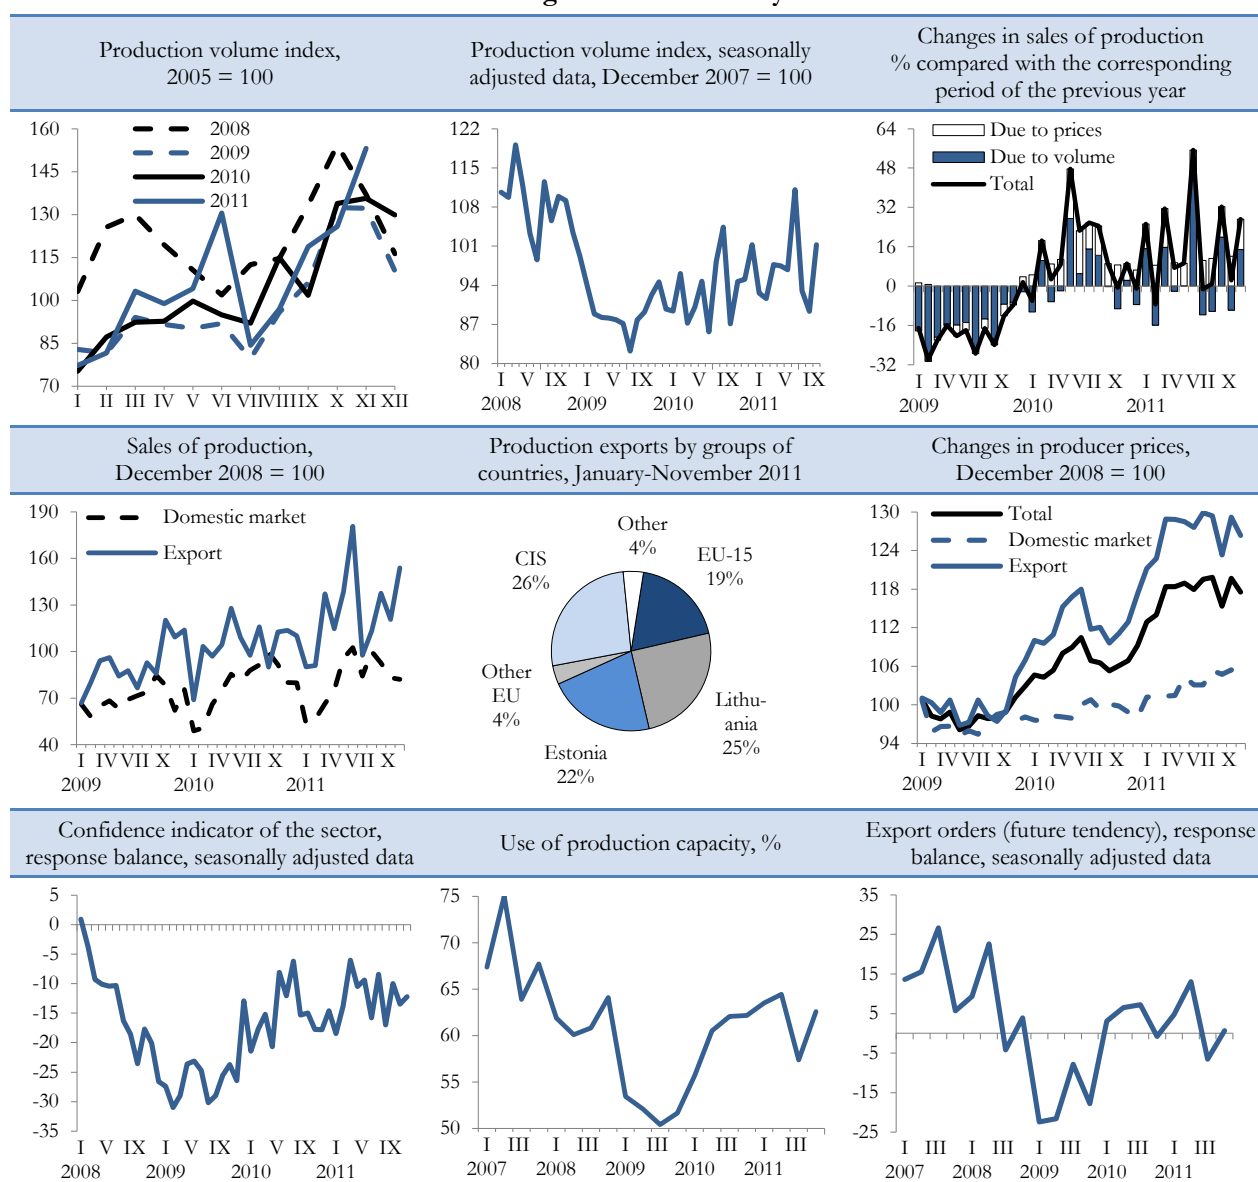 Production volume index,
2005 = 100
Production volume index, seasonally
adjusted data, December 2007 = 100
Changes in sales of production
% compared with the corresponding
period of the previous year
160
145
130
115
100
85
70
2008
2009
2010
2011
I II III IV V VI VII VIII IX X XI XII
122
115
108
101
94
87
80
I V IX I V IX I V IX I V IX
2008 2009 2010 2011
64
48
32
16
0
-16
-32
Due to prices
Due to volume
Total
I IV VII X I IV VII X I IV VII X
2009 2010 2011
Sales of production,
December 2008 = 100
Production exports by groups of
countries, January-November 2011
Changes in producer prices,
December 2008 = 100
190
160
130
100
70
40
Domestic market
Export
I IV VII X I IV VII X I IV VII X
2009 2010 2011
Other
4%
EU-15
19%
Lithu-
ania
25%
Estonia
22%
Other
EU
4%
CIS
26%
130
124
118
112
106
100
94
Total
Domestic market
Export
I IV VII X I IV VII X I IV VII X
2009 2010 2011
Confidence indicator of the sector,
response balance, seasonally adjusted data
Use of production capacity, %
Export orders (future tendency), response
balance, seasonally adjusted data
5
0
-5
-10
-15
-20
-25
-30
-35
I V IX I V IX I V IX I V IX
2008 2009 2010 2011
75
70
65
60
55
50
I III I III I III I III I III
2007 2008 2009 2010 2011
35
25
15
5
-5
-15
-25
I III I III I III I III I III
2007 2008 2009 2010 2011